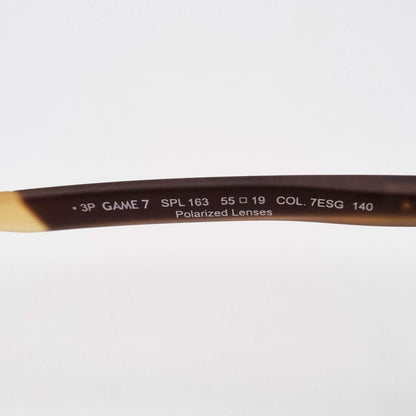 • 3P GAME 7 SPL 163 55 □ 19 COL. 7ESG 140
Polarized Lenses